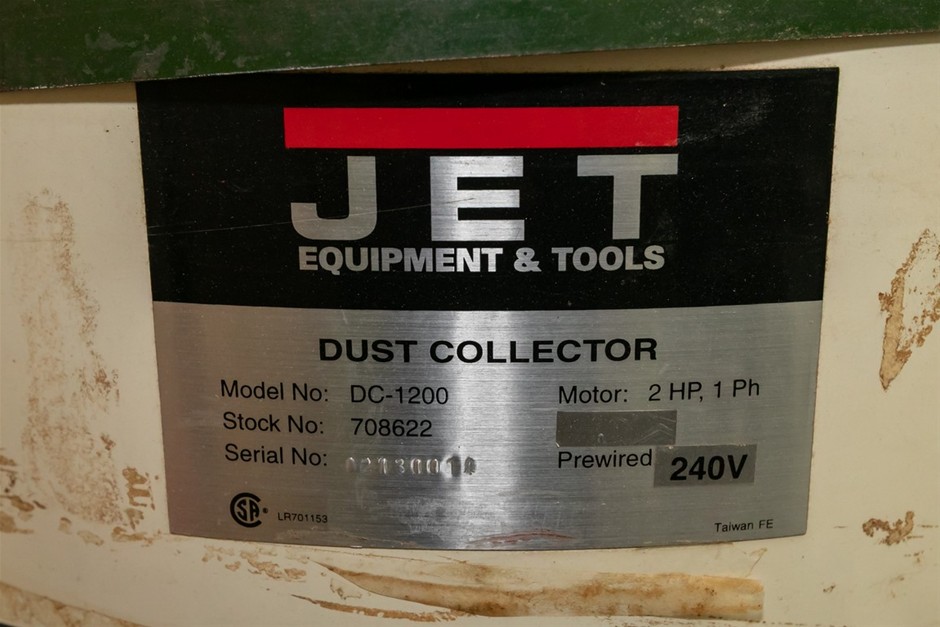 JET
EQUIPMENT & TOOLS
DUST COLLECTOR
Model No: DC-1200
Motor: 2 HP, 1 Ph
Stock No: 708622
Serial No:
Prewired 240V
CSA ® LR701153
Taiwan FE